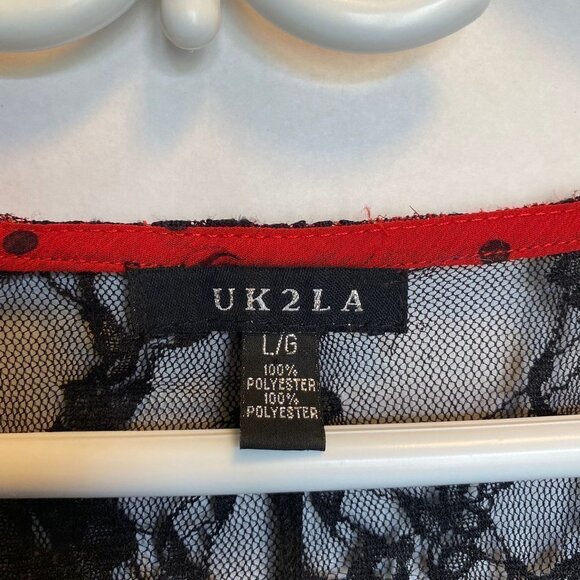 UK2LA
L/G
100%
POLYESTER
100%
POLYESTER